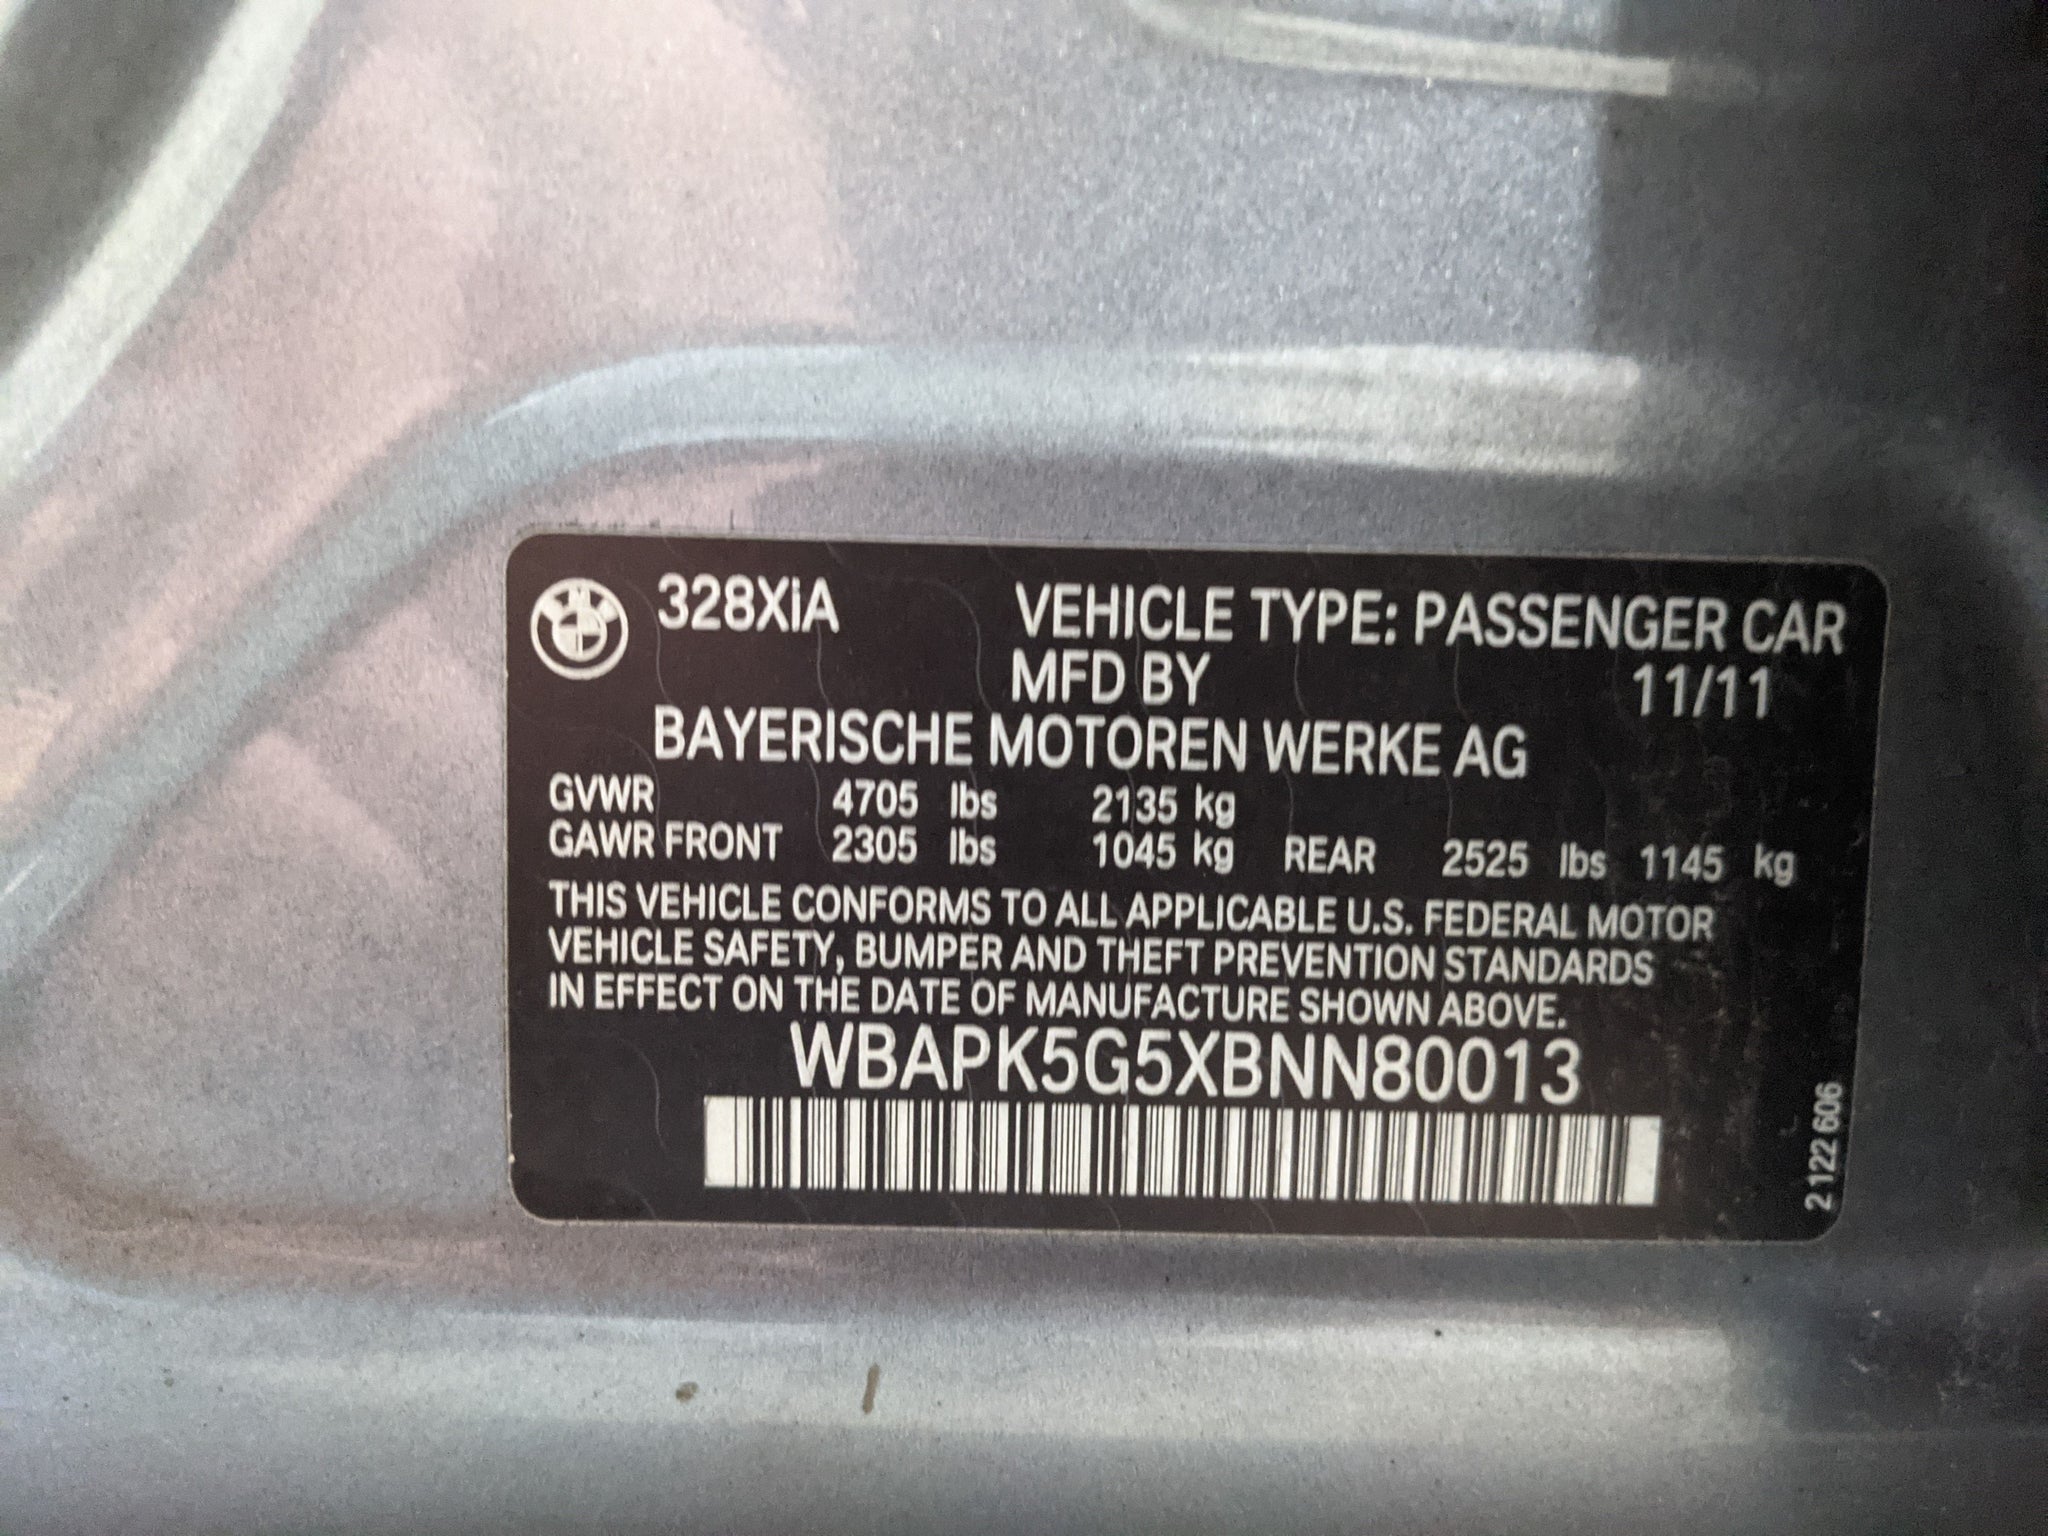 328XiA VEHICLE TYPE: PASSENGER CAR
MFD BY 11/11
BAYERISCHE MOTOREN WERKE AG
GVWR 4705 lbs 2135 kg
GAWR FRONT 2305 lbs 1045 kg REAR 2525 lbs 1145 kg
THIS VEHICLE CONFORMS TO ALL APPLICABLE U.S. FEDERAL MOTOR
VEHICLE SAFETY, BUMPER AND THEFT PREVENTION STANDARDS
IN EFFECT ON THE DATE OF MANUFACTURE SHOWN ABOVE.
WBAPK5G5XBNN80013
2 122 606
BMW